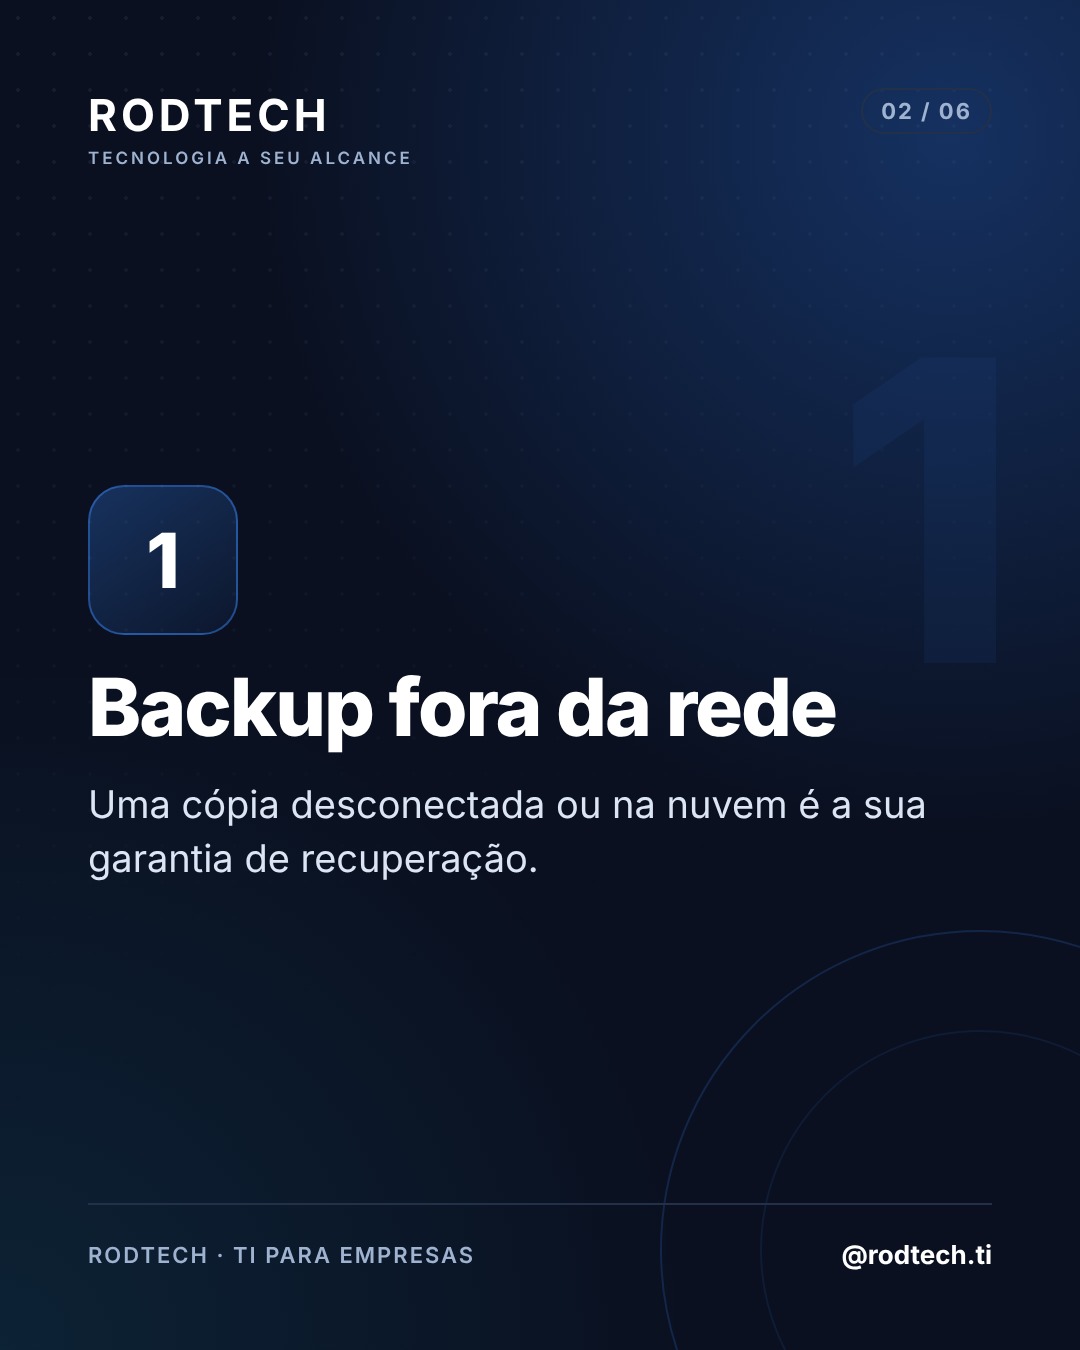 RODTECH
TECNOLOGIA A SEU ALCANCE
02 / 06
1
1
Backup fora da rede
Uma cópia desconectada ou na nuvem é a sua
garantia de recuperação.
RODTECH · TI PARA EMPRESAS
@rodtech.ti